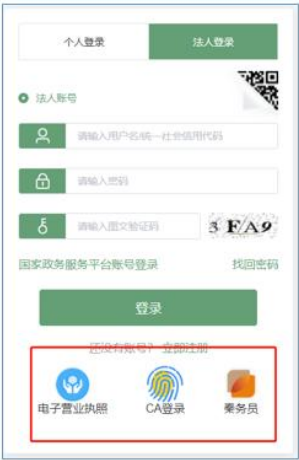 个人登录 法人登录
法人账号
请输入用户名/统一社会信用代码
请输入密码
请输入图文验证码 3 FA9
国家政务服务平台账号登录 找回密码
登录
还没有账号？ 立即注册
电子营业执照 CA登录 秦务员